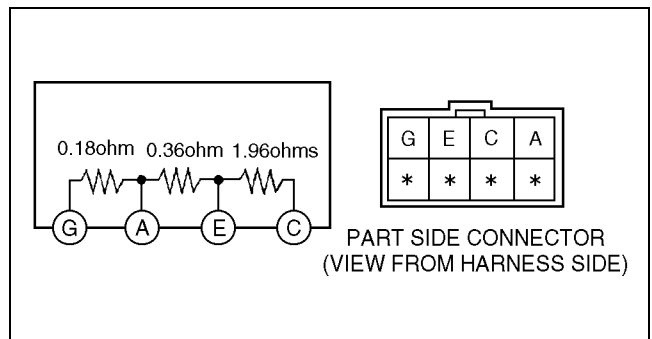 0.18ohm 0.36ohm 1.96ohms
G A E C
G E C A
* * * *
PART SIDE CONNECTOR
(VIEW FROM HARNESS SIDE)